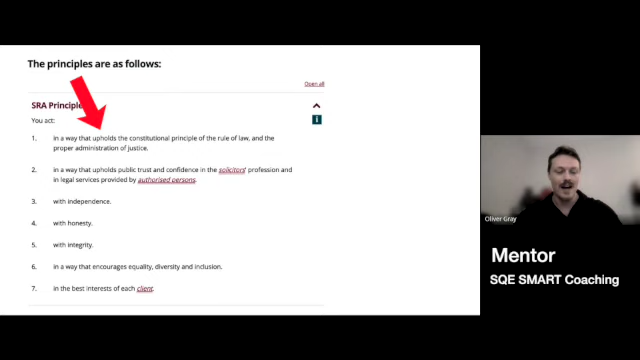 The principles are as follows:
Open all
SRA Principle
You act:
1. in a way that upholds the constitutional principle of the rule of law, and the
proper administration of justice.
2. in a way that upholds public trust and confidence in the solicitors' profession and
in legal services provided by authorised persons.
3. with independence.
4. with honesty.
5. with integrity.
6. in a way that encourages equality, diversity and inclusion.
7. in the best interests of each client.
Oliver Gray
Mentor
SQE SMART Coaching